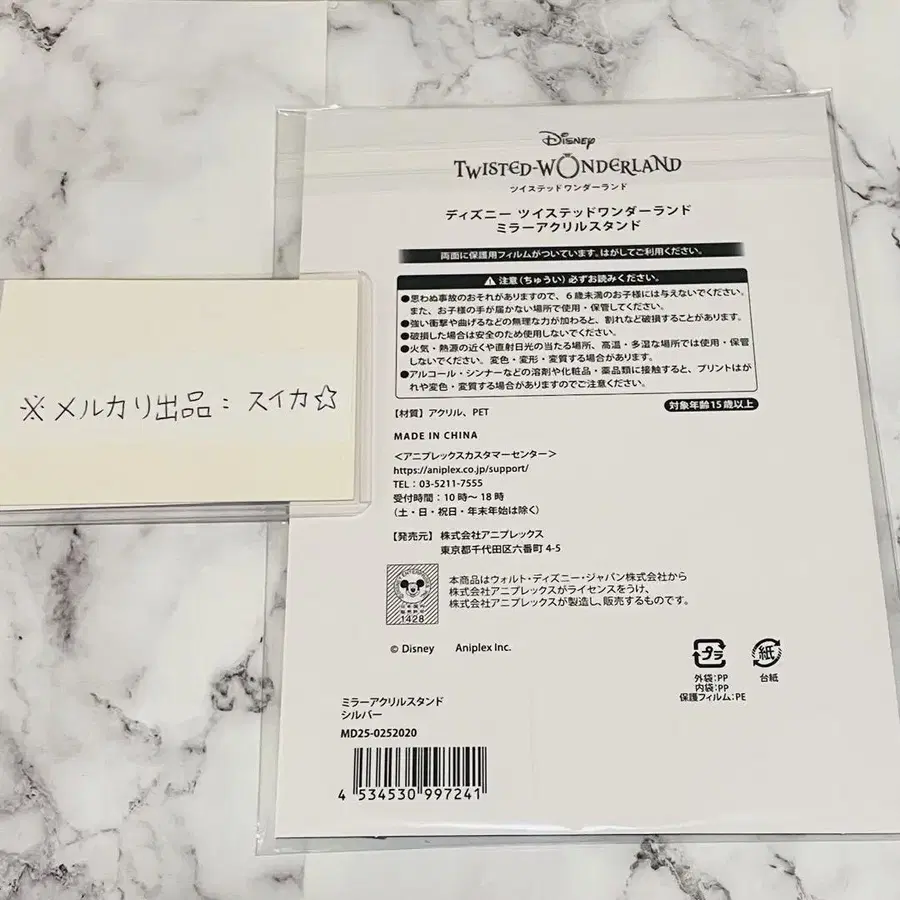 ※メルカリ出品：スイカ☆
Disney
TWISTED-WONDERLAND
ツイステッドワンダーランド
ディズニー ツイステッドワンダーランド
ミラーアクリルスタンド
両面に保護用フィルムがついています。はがしてご利用ください。
⚠ 注意（ちゅうい）必ずお読みください。
●思わぬ事故のおそれがありますので、6歳未満のお子様には与えないでください。
また、お子様の手が届かない場所で使用・保管してください。
●強い衝撃や曲げるなどの無理な力が加わると、割れなど破損することがあります。
●破損した場合は安全のため使用しないでください。
●火気・熱源の近くや直射日光の当たる場所、高温・多湿な場所では使用・保管
しないでください。変色・変形・変質する場合があります。
●アルコール・シンナーなどの溶剤や化粧品・薬品類に接触すると、プリントはが
れや変色・変質する場合がありますのでご注意ください。
【材質】アクリル、PET
対象年齢15歳以上
MADE IN CHINA
＜アニプレックスカスタマーセンター＞
https://aniplex.co.jp/support/
TEL：03-5211-7555
受付時間：10時～18時
（土・日・祝日・年末年始は除く）
【発売元】株式会社アニプレックス
東京都千代田区六番町4-5
1428
本商品はウォルト・ディズニー・ジャパン株式会社から
株式会社アニプレックスがライセンスをうけ、
株式会社アニプレックスが製造し、販売するものです。
© Disney Aniplex Inc.
プラ
外袋：PP
内袋：PP
保護フィルム：PE
紙
台紙
ミラーアクリルスタンド
シルバー
MD25-0252020
4 534530 997241